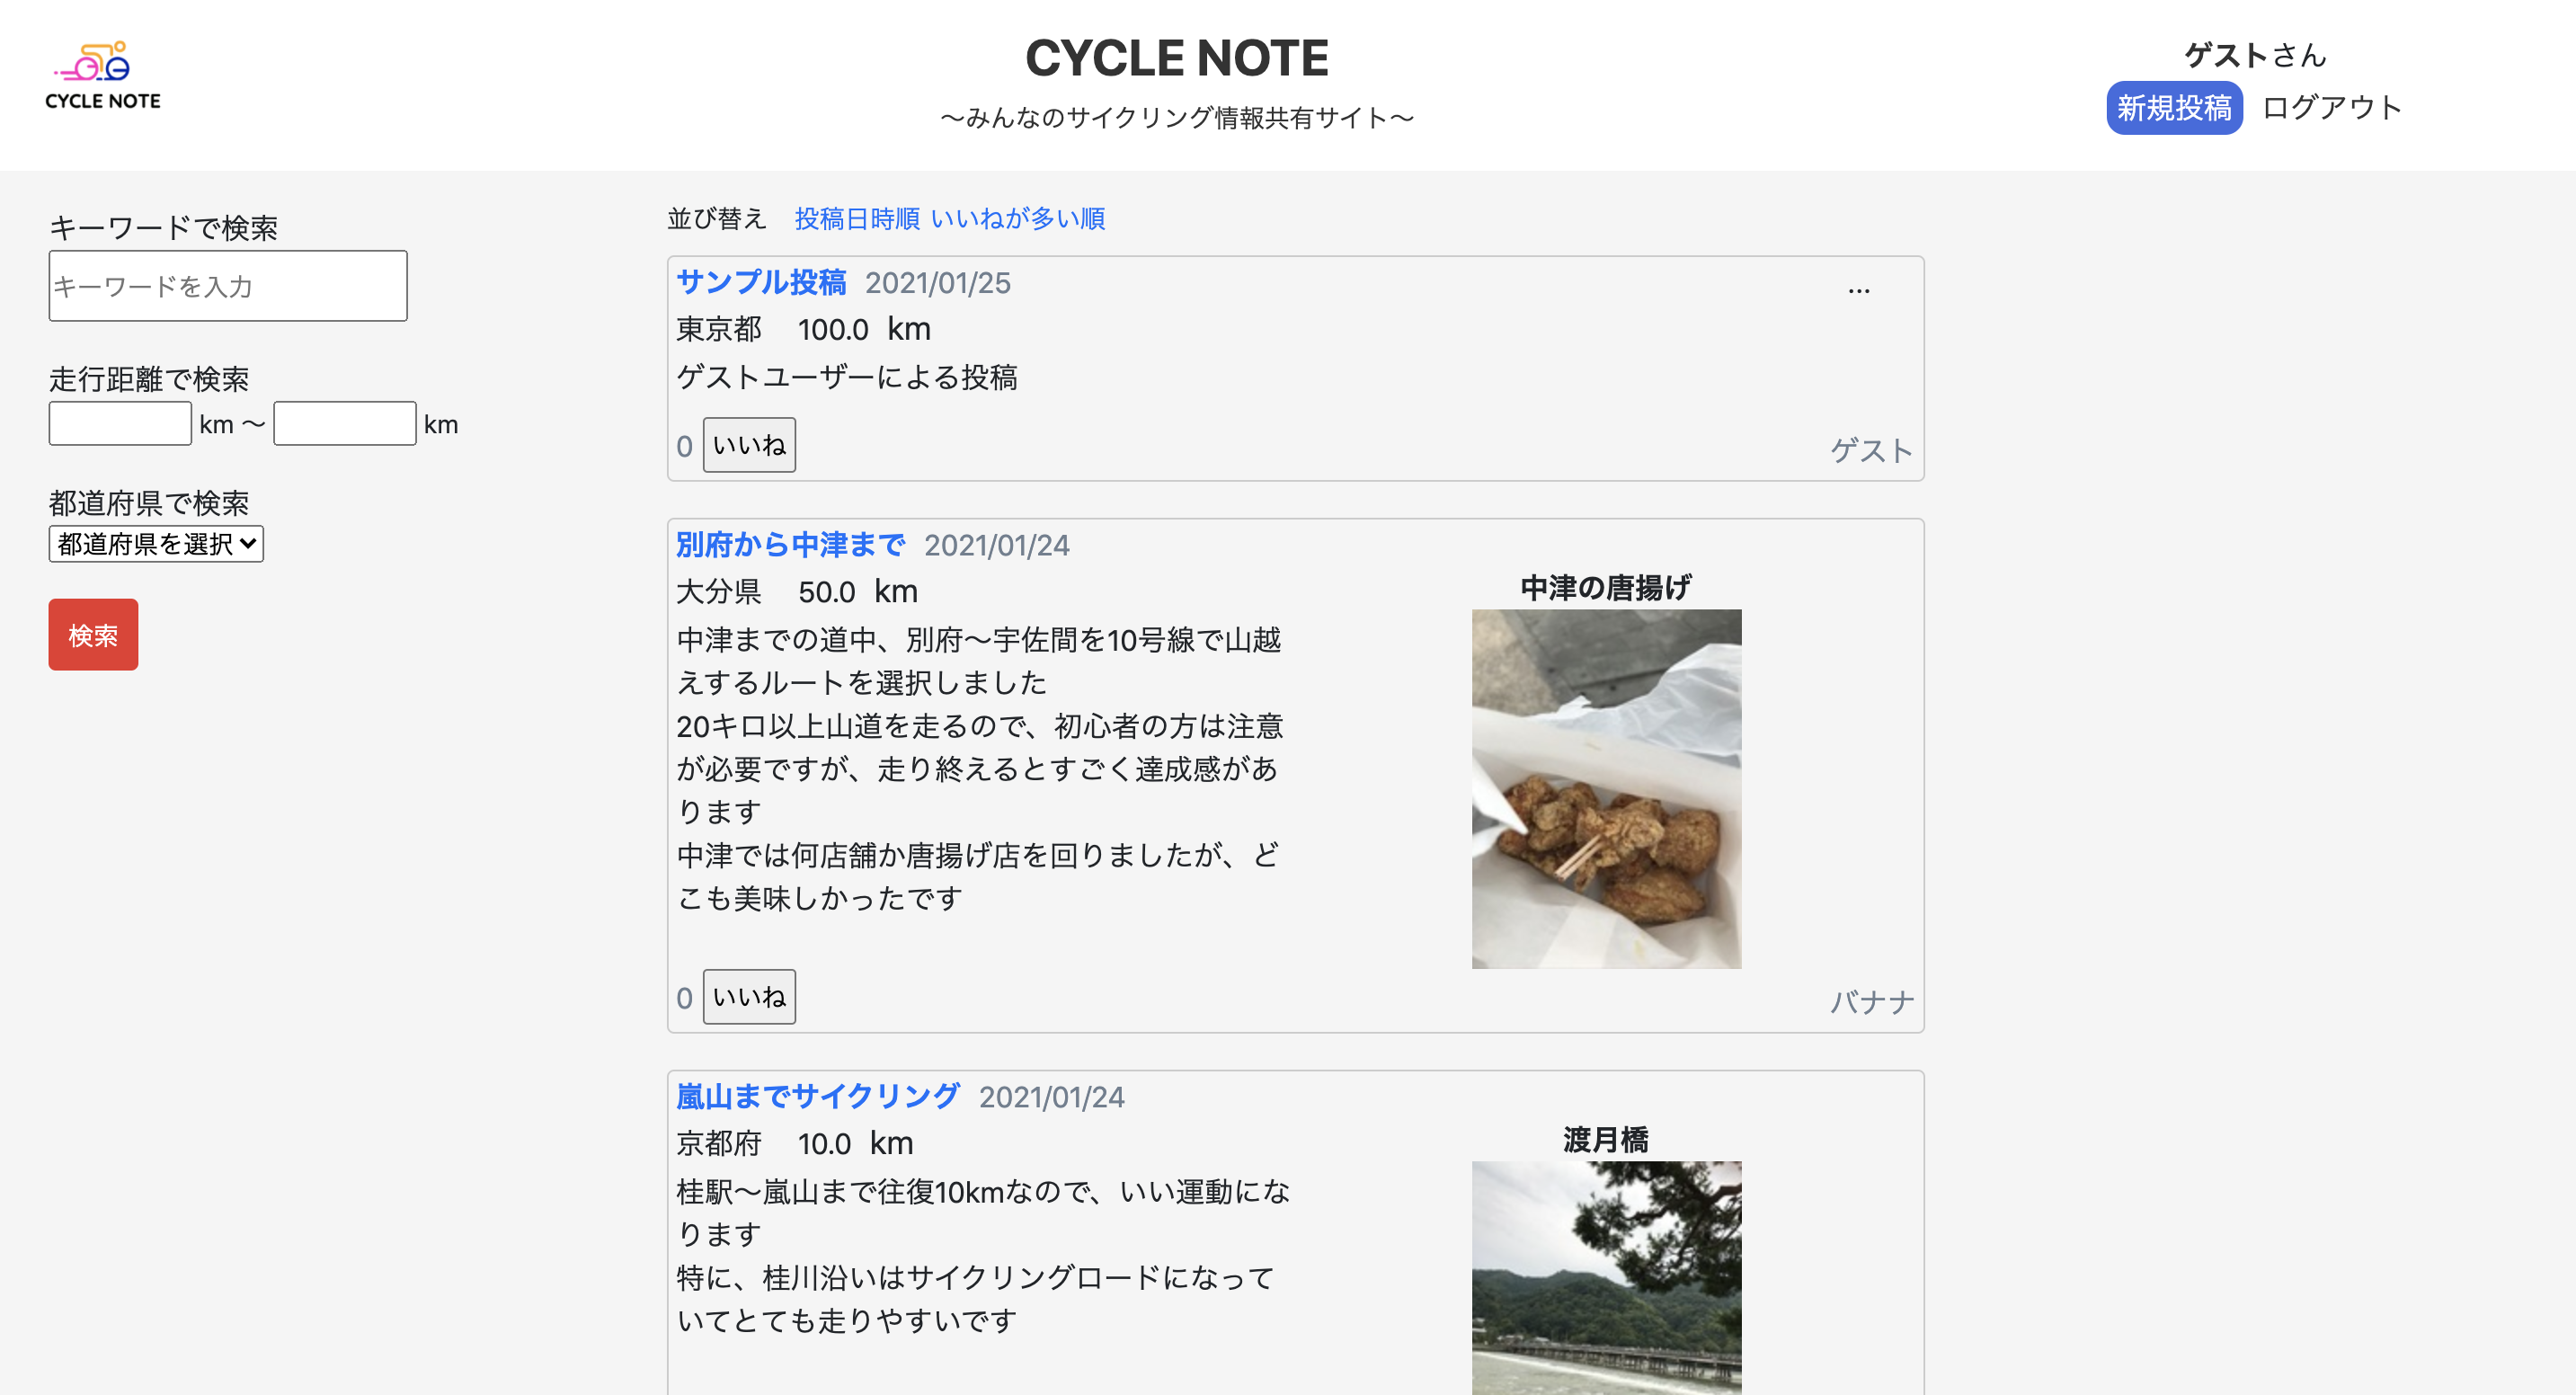 CYCLE NOTE
CYCLE NOTE
〜みんなのサイクリング情報共有サイト〜
ゲストさん
新規投稿 ログアウト
キーワードで検索
キーワードを入力
走行距離で検索
km 〜 km
都道府県で検索
都道府県を選択
検索
並び替え 投稿日時順 いいねが多い順
サンプル投稿 2021/01/25 ...
東京都 100.0 km
ゲストユーザーによる投稿
0 いいね ゲスト
別府から中津まで 2021/01/24
大分県 50.0 km
中津までの道中、別府〜宇佐間を10号線で山越
えするルートを選択しました
20キロ以上山道を走るので、初心者の方は注意
が必要ですが、走り終えるとすごく達成感があ
ります
中津では何店舗か唐揚げ店を回りましたが、ど
こも美味しかったです
中津の唐揚げ
0 いいね バナナ
嵐山までサイクリング 2021/01/24
京都府 10.0 km
桂駅〜嵐山まで往復10kmなので、いい運動にな
ります
特に、桂川沿いはサイクリングロードになって
いてとても走りやすいです
渡月橋